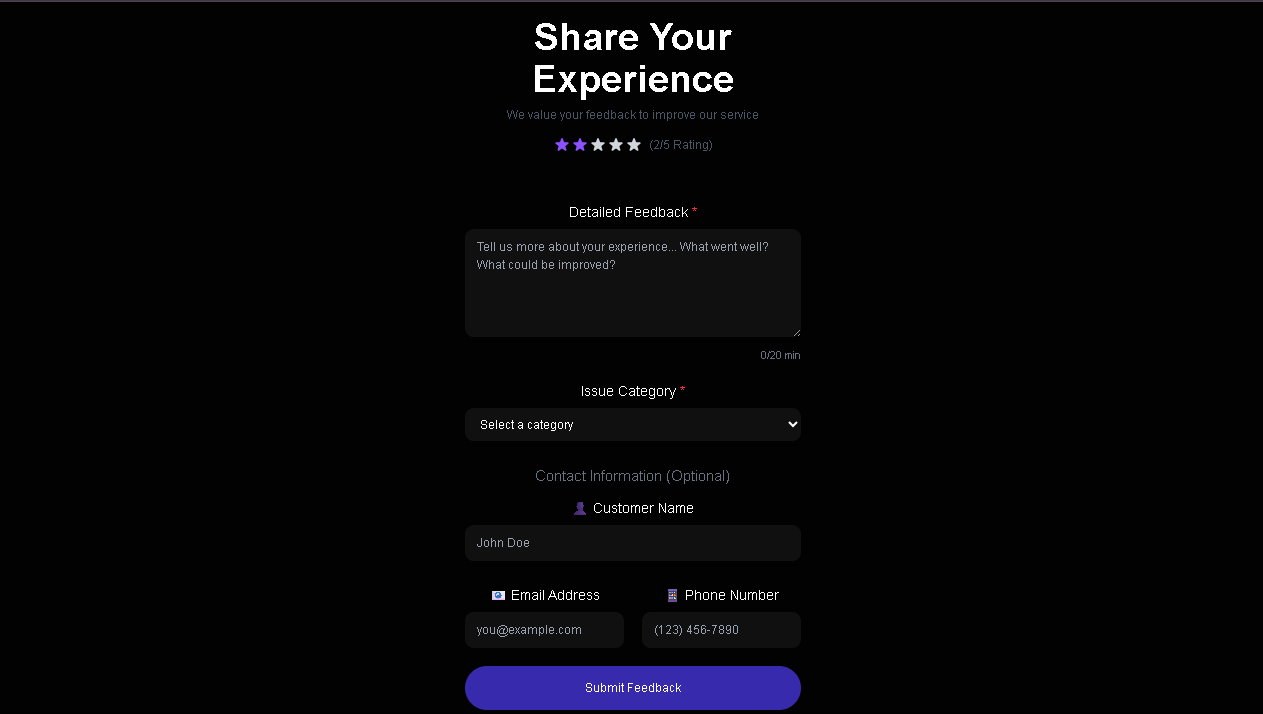 Share Your
Experience
We value your feedback to improve our service
(2/5 Rating)
Detailed Feedback *
Tell us more about your experience... What went well?
What could be improved?
0/20 min
Issue Category *
Select a category
Contact Information (Optional)
Customer Name
John Doe
Email Address
Phone Number
you@example.com
(123) 456-7890
Submit Feedback